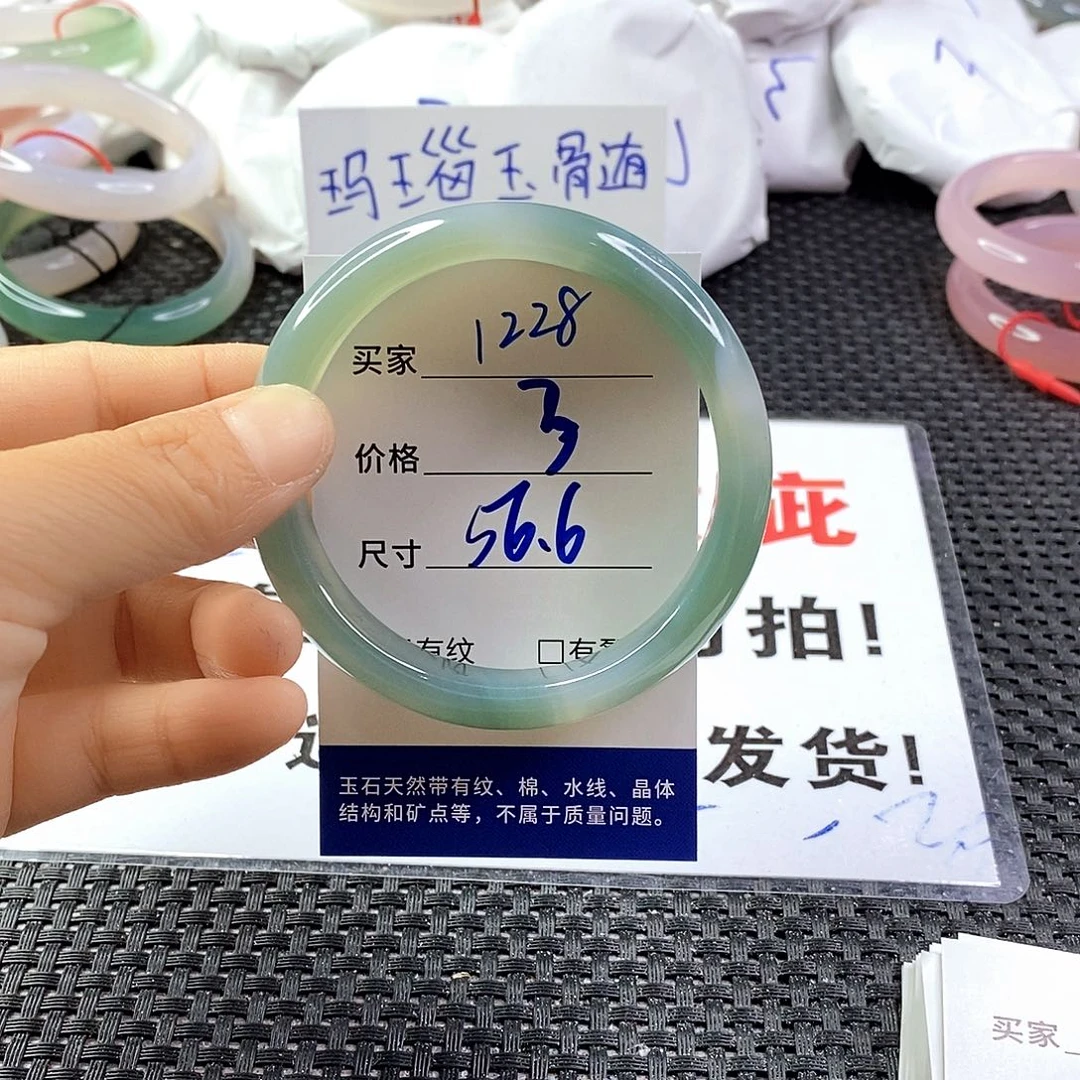 玛瑙玉骨髓
买家 1228
价格 3
尺寸 56.6
有纹 □有
疵
拍！
发货！
玉石天然带有纹、棉、水线、晶体
结构和矿点等，不属于质量问题。
买家